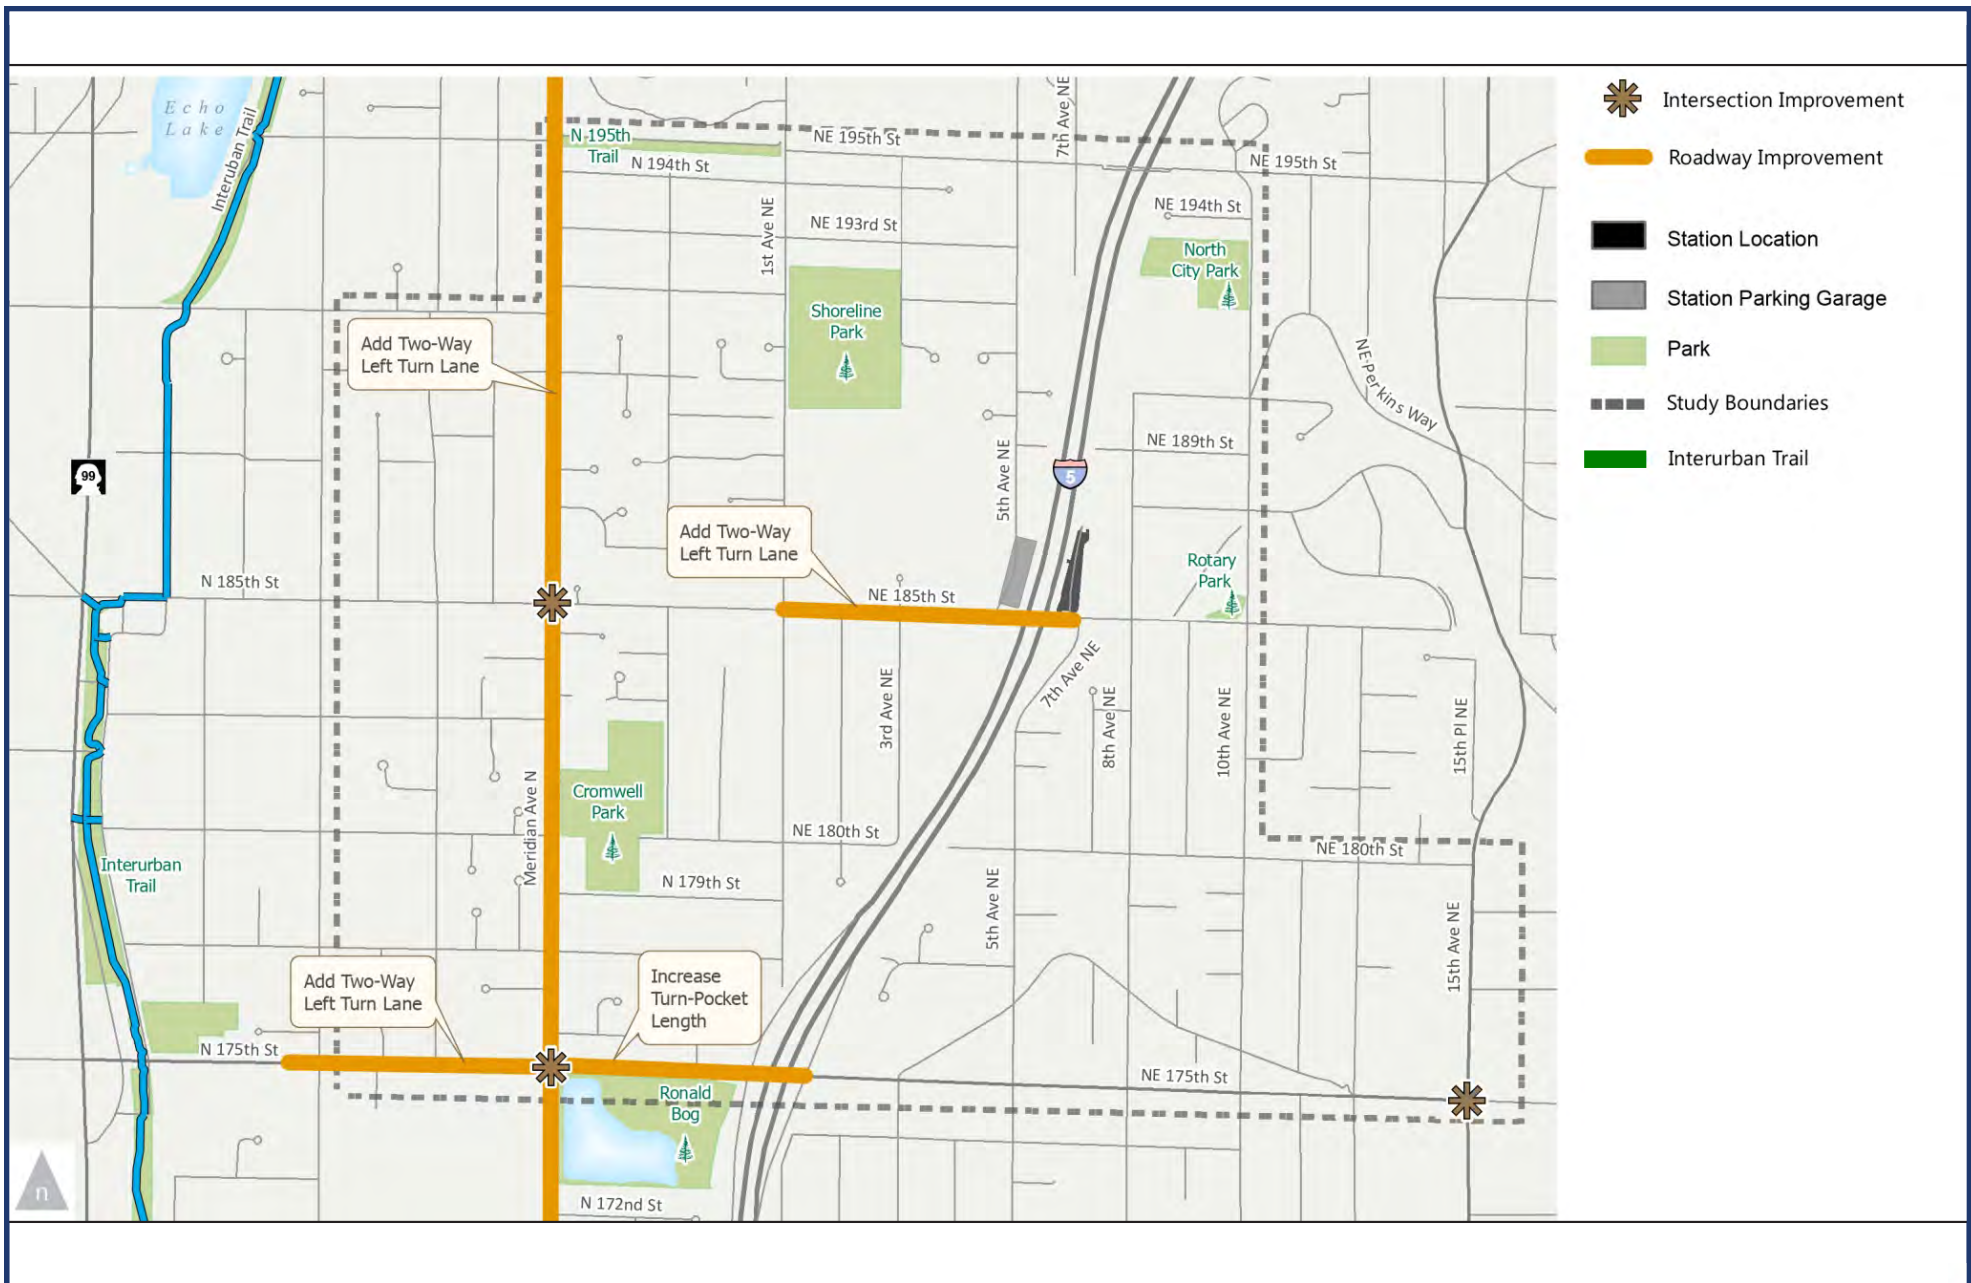 Echo
Lake
Interuban Trail
N 195th
Trail
N 194th St
NE 195th St
7th Ave NE
NE 195th St
1st Ave NE
NE 193rd St
NE 194th St
North
City Park
Shoreline
Park
Add Two-Way
Left Turn Lane
NE Perkins Way
99
5th Ave NE
5
NE 189th St
Add Two-Way
Left Turn Lane
N 185th St
NE 185th St
Rotary
Park
7th Ave NE
3rd Ave NE
8th Ave NE
10th Ave NE
15th Pl NE
Meridian Ave N
Cromwell
Park
NE 180th St
NE 180th St
Interurban
Trail
N 179th St
5th Ave NE
15th Ave NE
Add Two-Way
Left Turn Lane
Increase
Turn-Pocket
Length
N 175th St
NE 175th St
Ronald
Bog
N 172nd St
n
Intersection Improvement
Roadway Improvement
Station Location
Station Parking Garage
Park
Study Boundaries
Interurban Trail